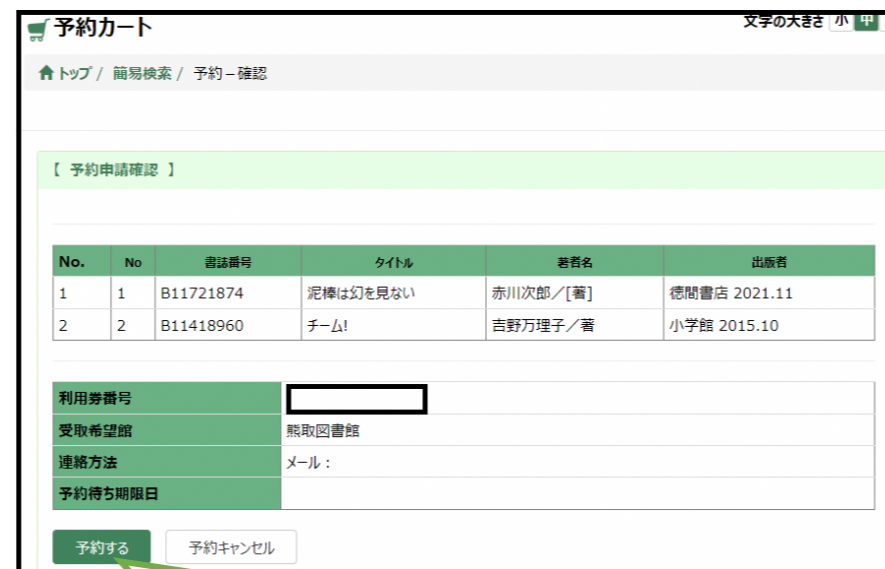 予約カート
文字の大きさ 小 中
トップ / 簡易検索 / 予約－確認
【 予約申請確認 】
No. No 書誌番号 タイトル 著者名 出版者
1 1 B11721874 泥棒は幻を見ない 赤川次郎／[著] 徳間書店 2021.11
2 2 B11418960 チーム! 吉野万理子／著 小学館 2015.10
利用券番号
受取希望館 熊取図書館
連絡方法 メール：
予約待ち期限日
予約する 予約キャンセル